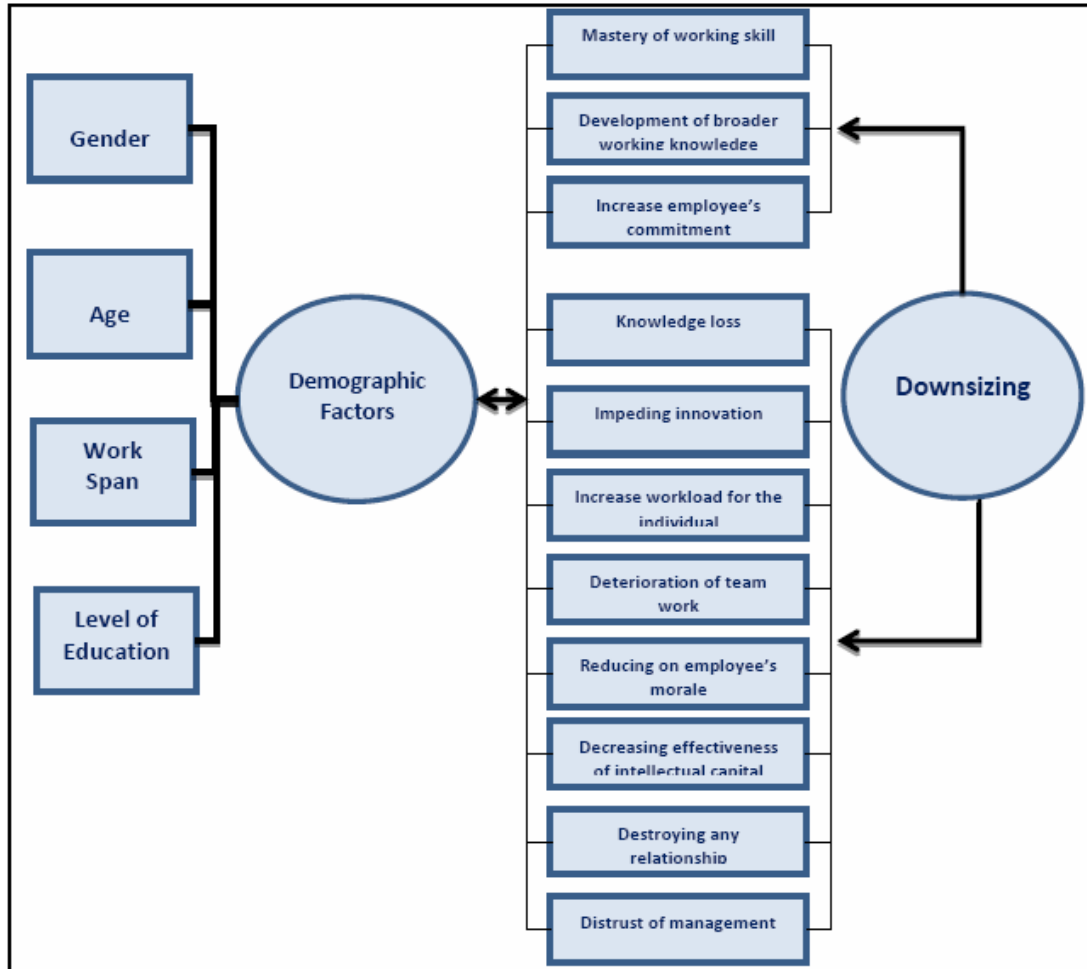 Gender
Age
Work
Span
Level of
Education
Demographic
Factors
Mastery of working skill
Development of broader
working knowledge
Increase employee's
commitment
Knowledge loss
Impeding innovation
Increase workload for the
individual
Deterioration of team
work
Reducing on employee's
morale
Decreasing effectiveness
of intellectual capital
Destroying any
relationship
Distrust of management
Downsizing